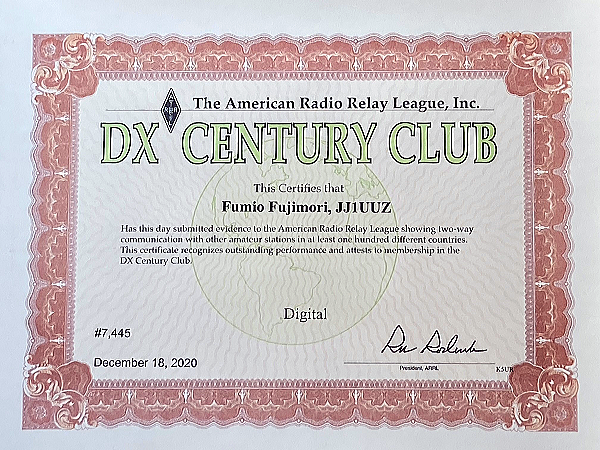 The American Radio Relay League, Inc.
DX CENTURY CLUB
This Certifies that
Fumio Fujimori, JJ1UUZ
Has this day submitted evidence to the American Radio Relay League showing two-way
communication with other amateur stations in at least one hundred different countries.
This certificate recognizes outstanding performance and attests to membership in the
DX Century Club.
Digital
#7,445
December 18, 2020
President, ARRL
K5UR